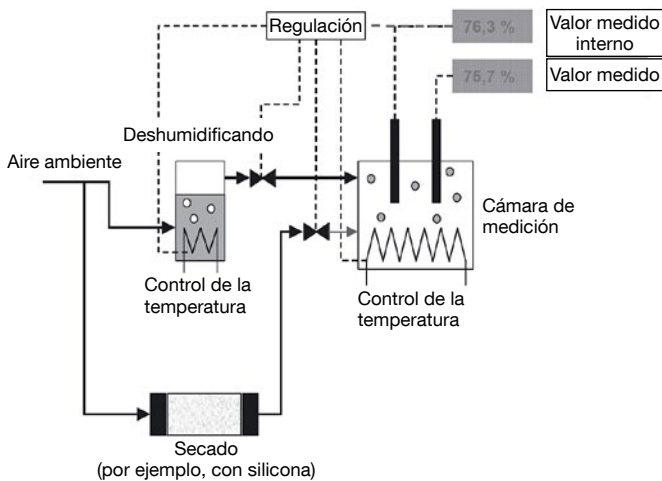 Regulación
76,3 %
Valor medido
interno
75,7 %
Valor medido
Deshumidificando
Aire ambiente
Cámara de
medición
Control de la
temperatura
Control de la
temperatura
Secado
(por ejemplo, con silicona)